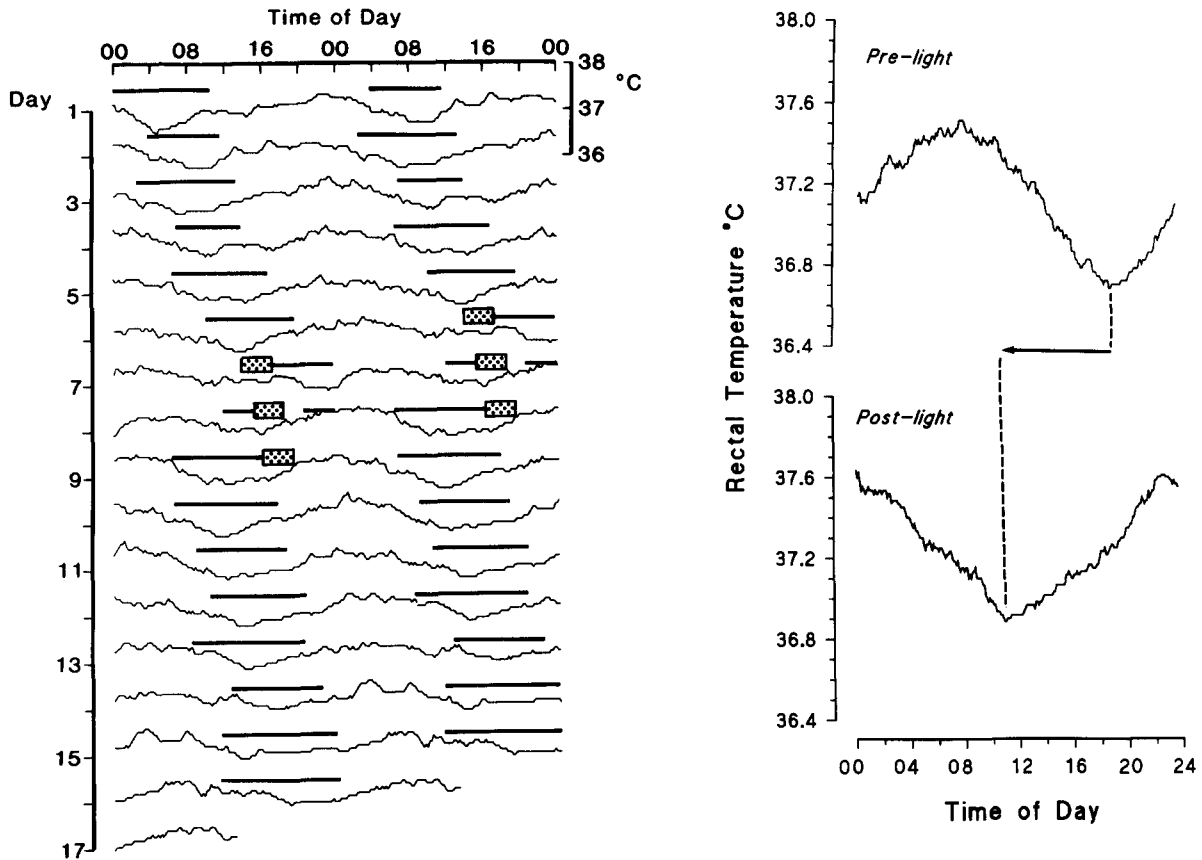 Time of Day
00 08 16 00 08 16 00
38
°C
37
36
Day
1
3
5
7
9
11
13
15
17
Rectal Temperature °C
38.0
Pre-light
37.6
37.2
36.8
36.4
38.0
Post-light
37.6
37.2
36.8
36.4
00 04 08 12 16 20 24
Time of Day